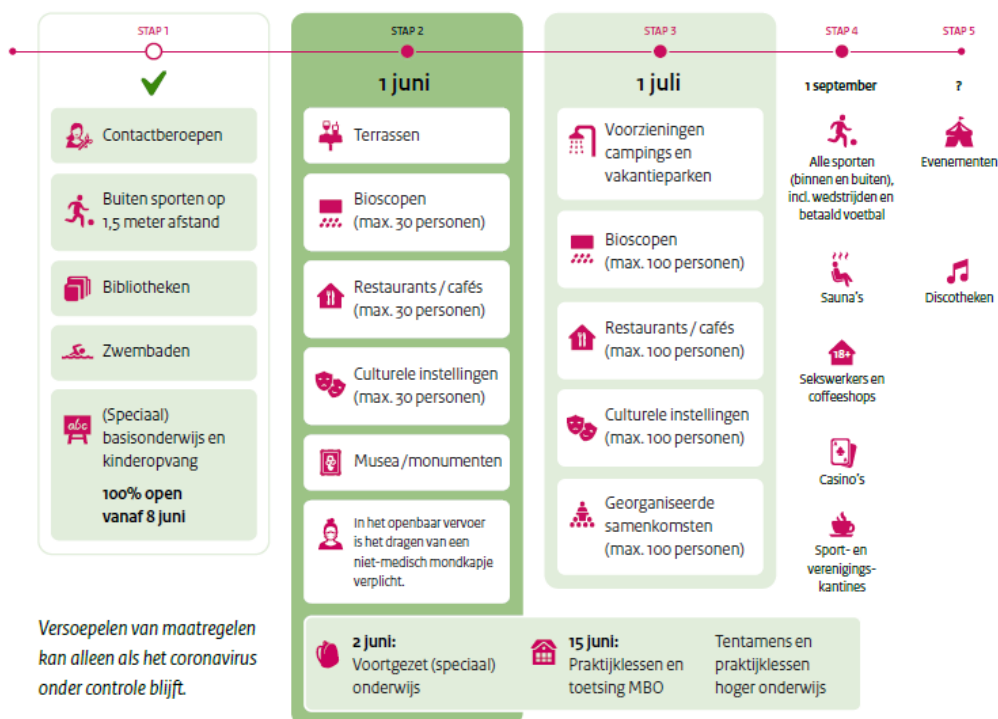 STAP 1
Contactberoepen
Buiten sporten op
1,5 meter afstand
Bibliotheken
Zwembaden
abc
(Speciaal)
basisonderwijs en
kinderopvang
100% open
vanaf 8 juni
STAP 2
1 juni
Terrassen
Bioscopen
(max. 30 personen)
Restaurants / cafés
(max. 30 personen)
Culturele instellingen
(max. 30 personen)
Musea/monumenten
In het openbaar vervoer
is het dragen van een
niet-medisch mondkapje
verplicht.
STAP 3
1 juli
Voorzieningen
campings en
vakantieparken
Bioscopen
(max. 100 personen)
Restaurants / cafés
(max. 100 personen)
Culturele instellingen
(max. 100 personen)
Georganiseerde
samenkomsten
(max. 100 personen)
STAP 4
1 september
Alle sporten
(binnen en buiten),
incl. wedstrijden en
betaald voetbal
Sauna's
18+
Sekswerkers en
coffeeshops
Casino's
Sport- en
verenigings-
kantines
STAP 5
?
Evenementen
Discotheken
Versoepelen van maatregelen
kan alleen als het coronavirus
onder controle blijft.
2 juni:
Voortgezet (speciaal)
onderwijs
15 juni:
Praktijklessen en
toetsing MBO
Tentamens en
praktijklessen
hoger onderwijs